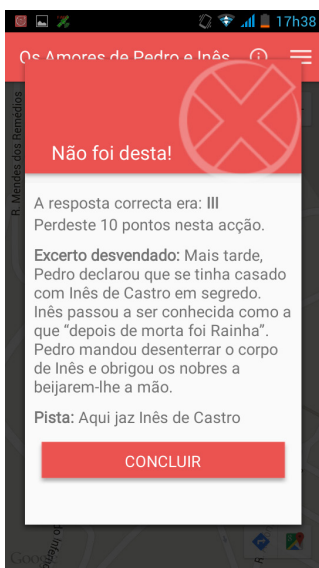 17h38
Os Amores de Pedro e Inês
R. Mendes dos Remédios
Não foi desta!
A resposta correcta era: III
Perdeste 10 pontos nesta acção.
Excerto desvendado: Mais tarde,
Pedro declarou que se tinha casado
com Inês de Castro em segredo.
Inês passou a ser conhecida como a
que “depois de morta foi Rainha”.
Pedro mandou desenterrar o corpo
de Inês e obrigou os nobres a
beijarem-lhe a mão.
Pista: Aqui jaz Inês de Castro
CONCLUIR